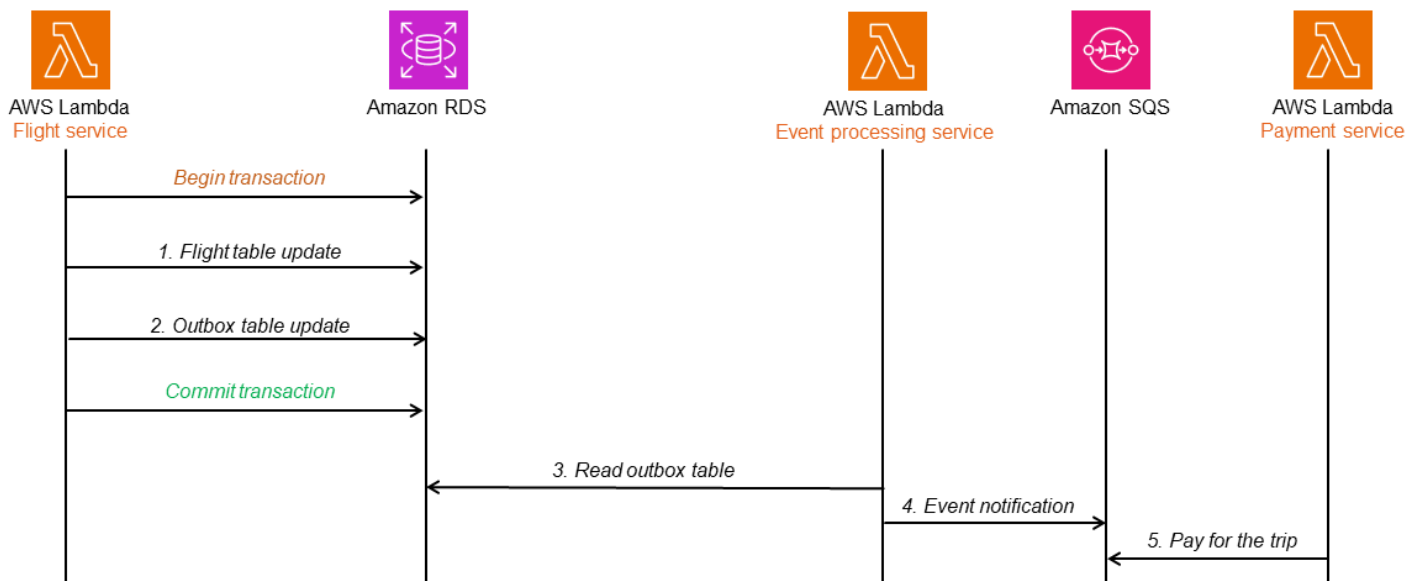 AWS Lambda
Flight service
Amazon RDS
AWS Lambda
Event processing service
Amazon SQS
AWS Lambda
Payment service
Begin transaction
1. Flight table update
2. Outbox table update
Commit transaction
3. Read outbox table
4. Event notification
5. Pay for the trip